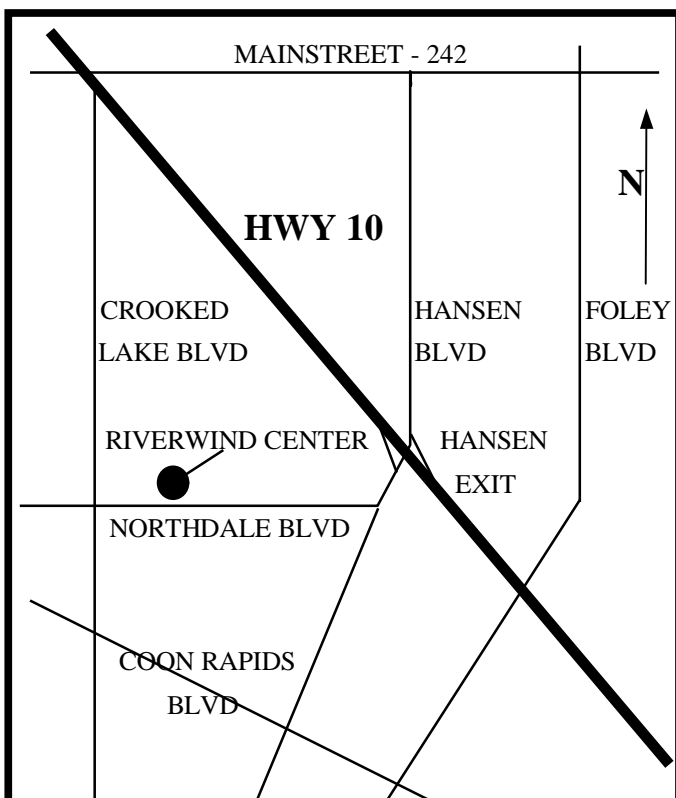 MAINSTREET - 242
N
HWY 10
CROOKED
LAKE BLVD
HANSEN
BLVD
FOLEY
BLVD
RIVERWIND CENTER
HANSEN
EXIT
NORTHDALE BLVD
COON RAPIDS
BLVD